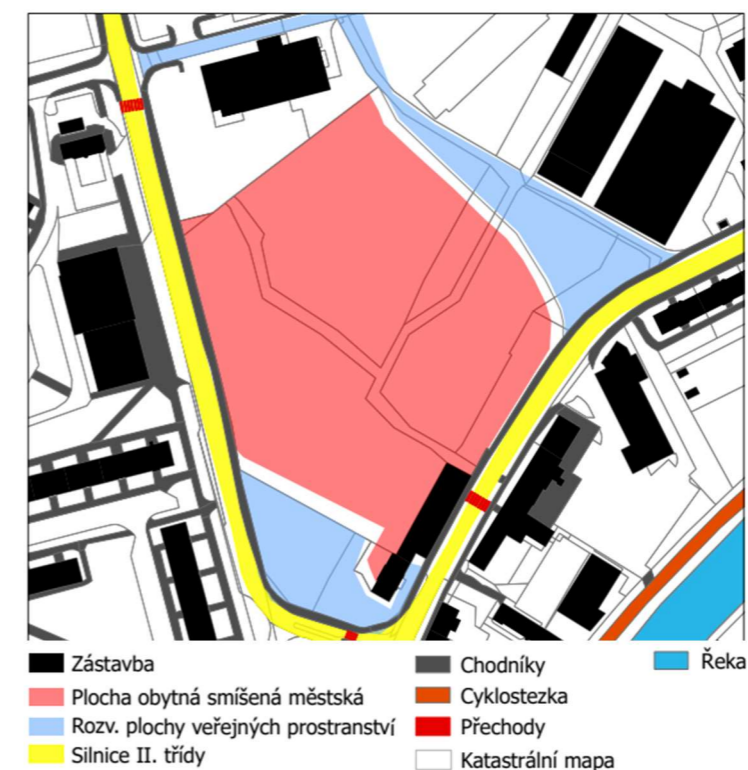 Zástavba
Plocha obytná smíšená městská
Rozv. plochy veřejných prostranství
Silnice II. třídy
Chodníky
Cyklostezka
Přechody
Katastrální mapa
Řeka